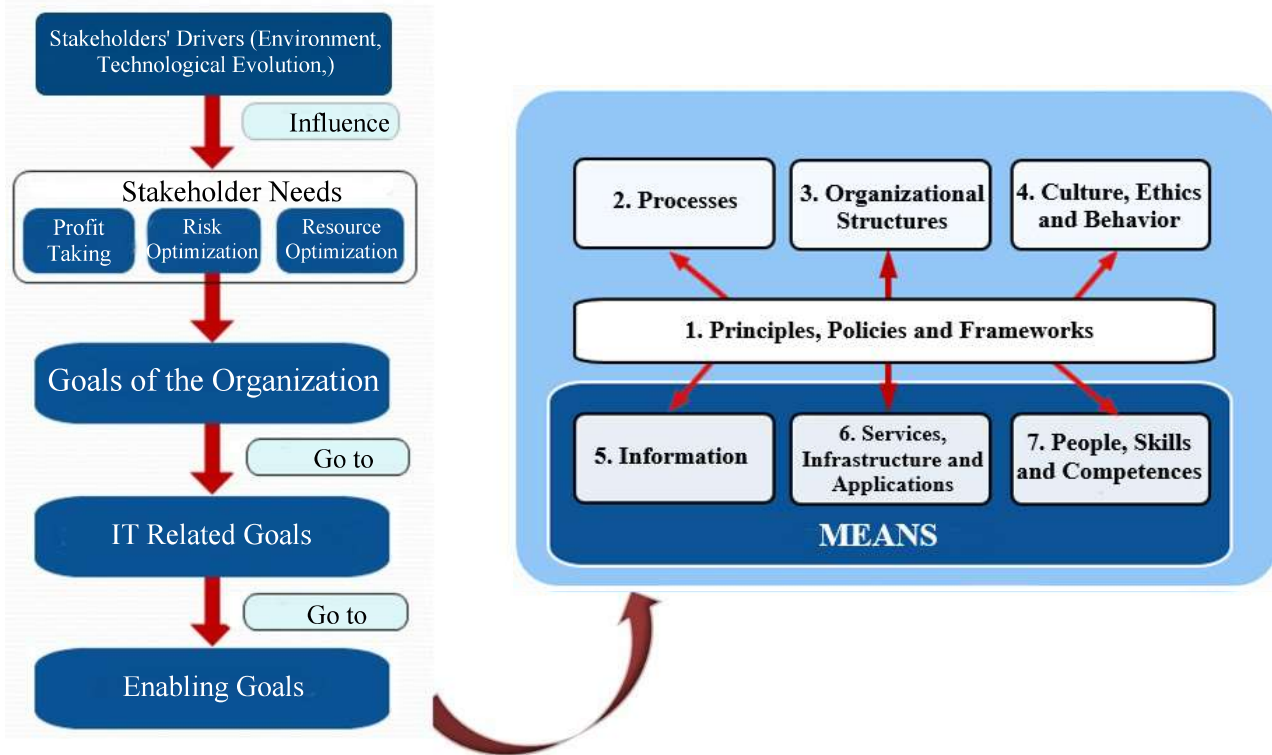 Stakeholders' Drivers (Environment,
Technological Evolution,)
Influence
Stakeholder Needs
Profit
Taking
Risk
Optimization
Resource
Optimization
Goals of the Organization
Go to
IT Related Goals
Go to
Enabling Goals
2. Processes
3. Organizational
Structures
4. Culture, Ethics
and Behavior
1. Principles, Policies and Frameworks
5. Information
6. Services,
Infrastructure and
Applications
7. People, Skills
and Competences
MEANS